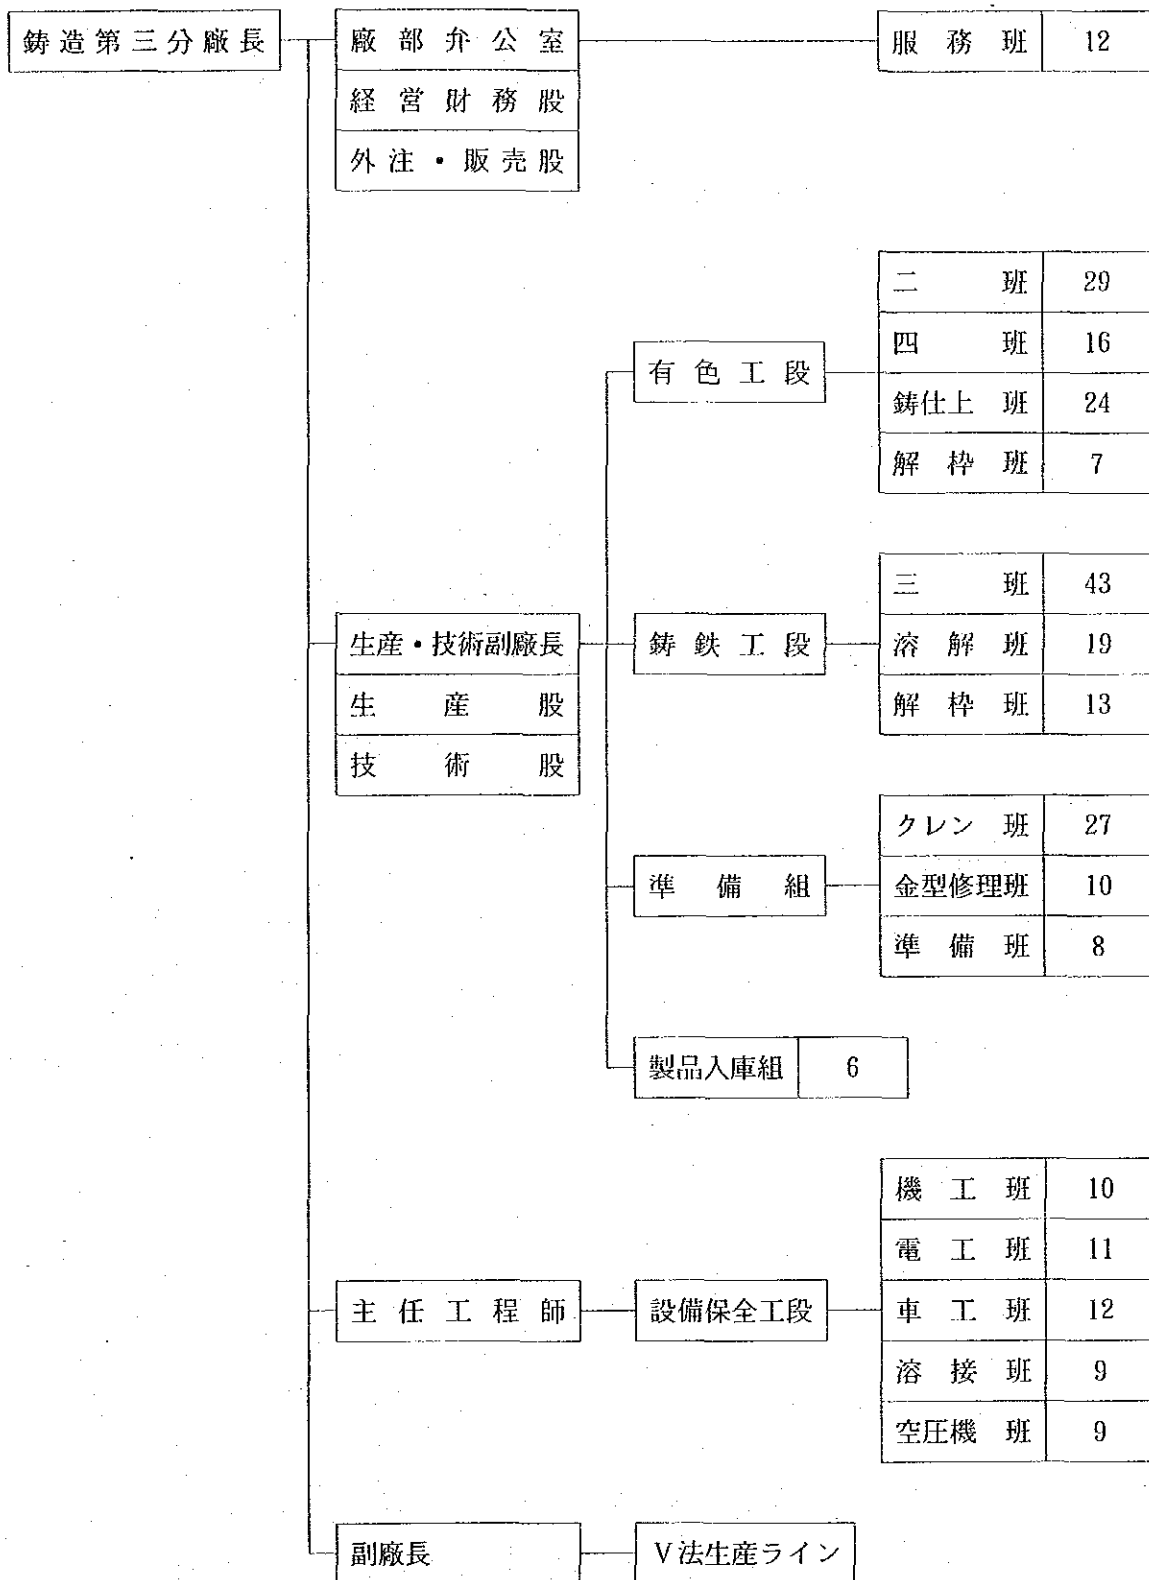 鋳造第三分廠長 廠部弁公室 服務班 12
経営財務股
外注・販売股
二班 29
四班 16
有色工段
鋳仕上班 24
解枠班 7
三班 43
生産・技術副廠長 鋳鉄工段 溶解班 19
生産股 解枠班 13
技術股
クレン班 27
準備組 金型修理班 10
準備班 8
製品入庫組 6
機工班 10
電工班 11
主任工程師 設備保全工段 車工班 12
溶接班 9
空圧機班 9
副廠長 V法生産ライン